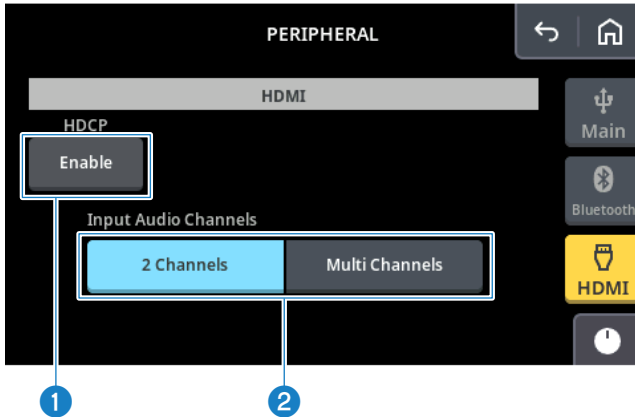 PERIPHERAL
HDMI
HDCP
Enable
Main
Bluetooth
Input Audio Channels
2 Channels
Multi Channels
HDMI
1
2